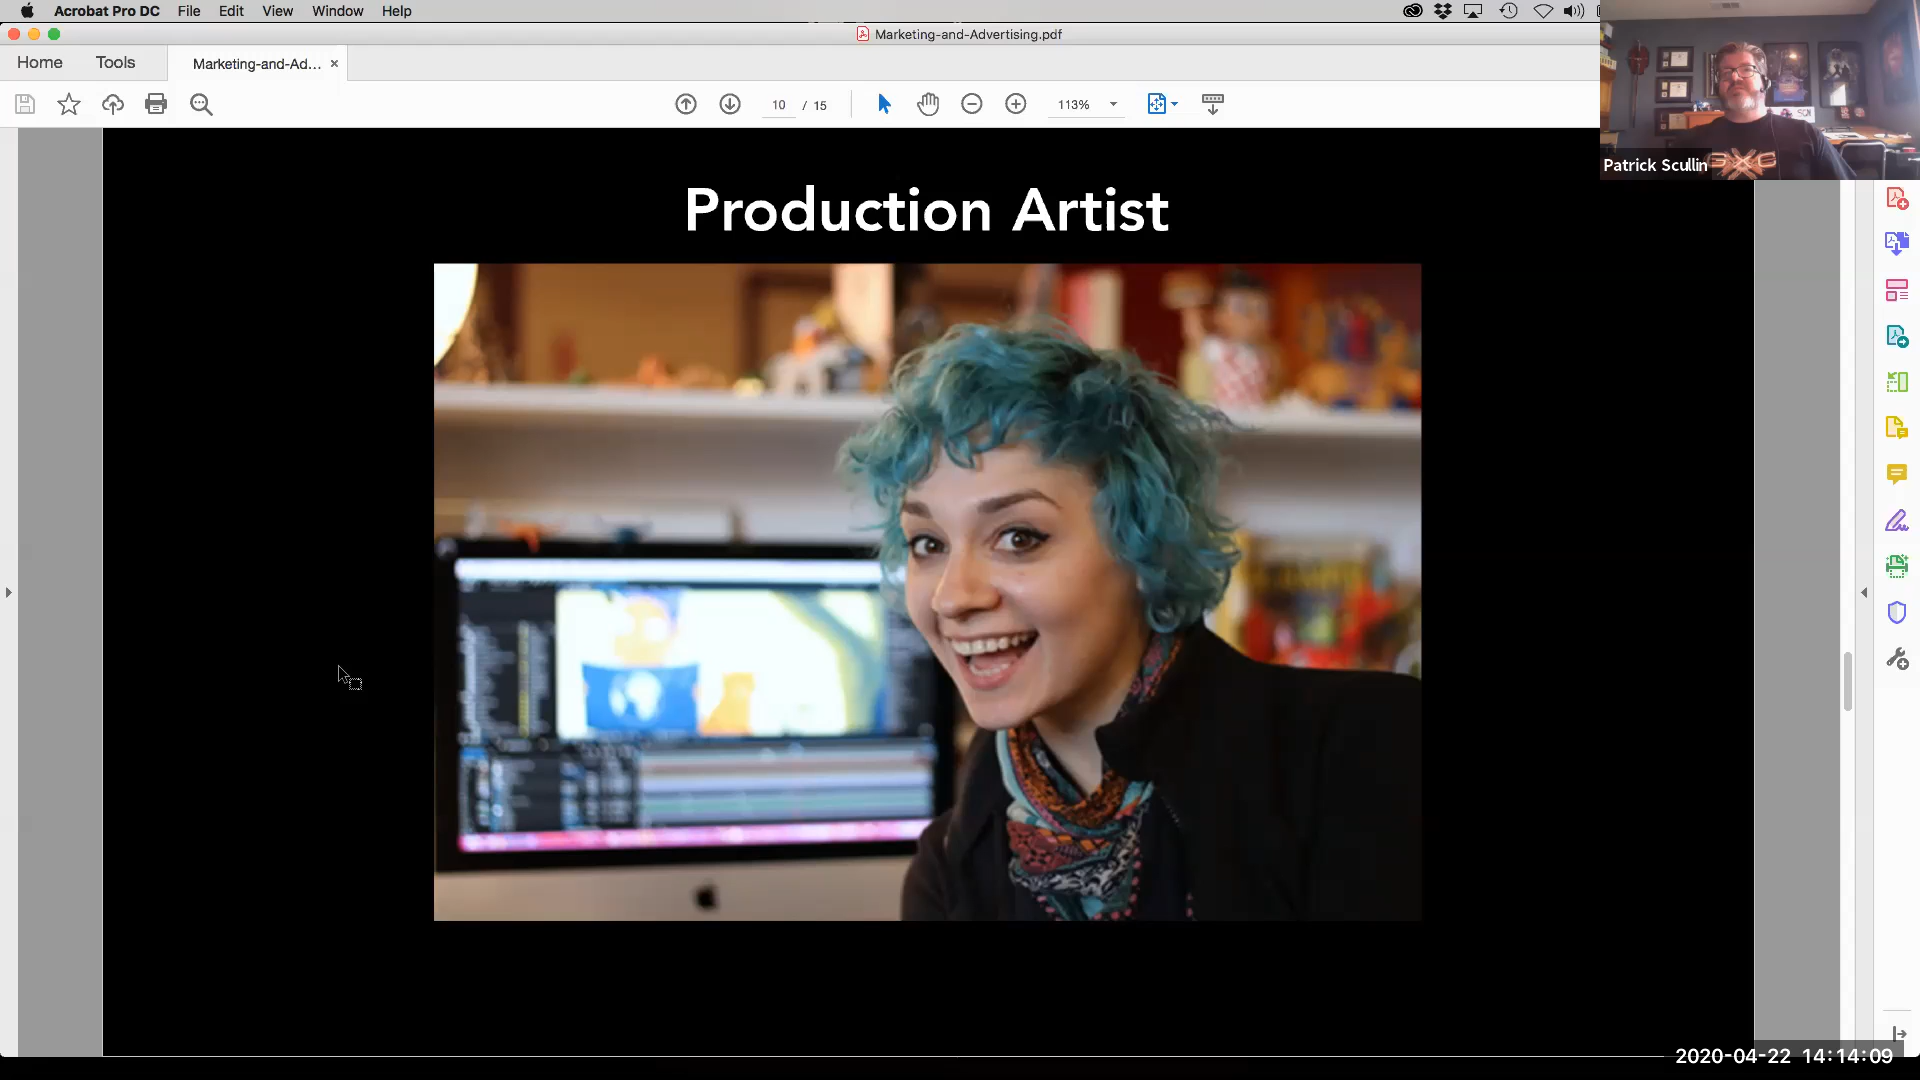 Acrobat Pro DC File Edit View Window Help
Marketing-and-Advertising.pdf
Home Tools Marketing-and-Ad... ×
10 / 15 113%
Patrick Scullin
Production Artist
2020-04-22 14:14:09